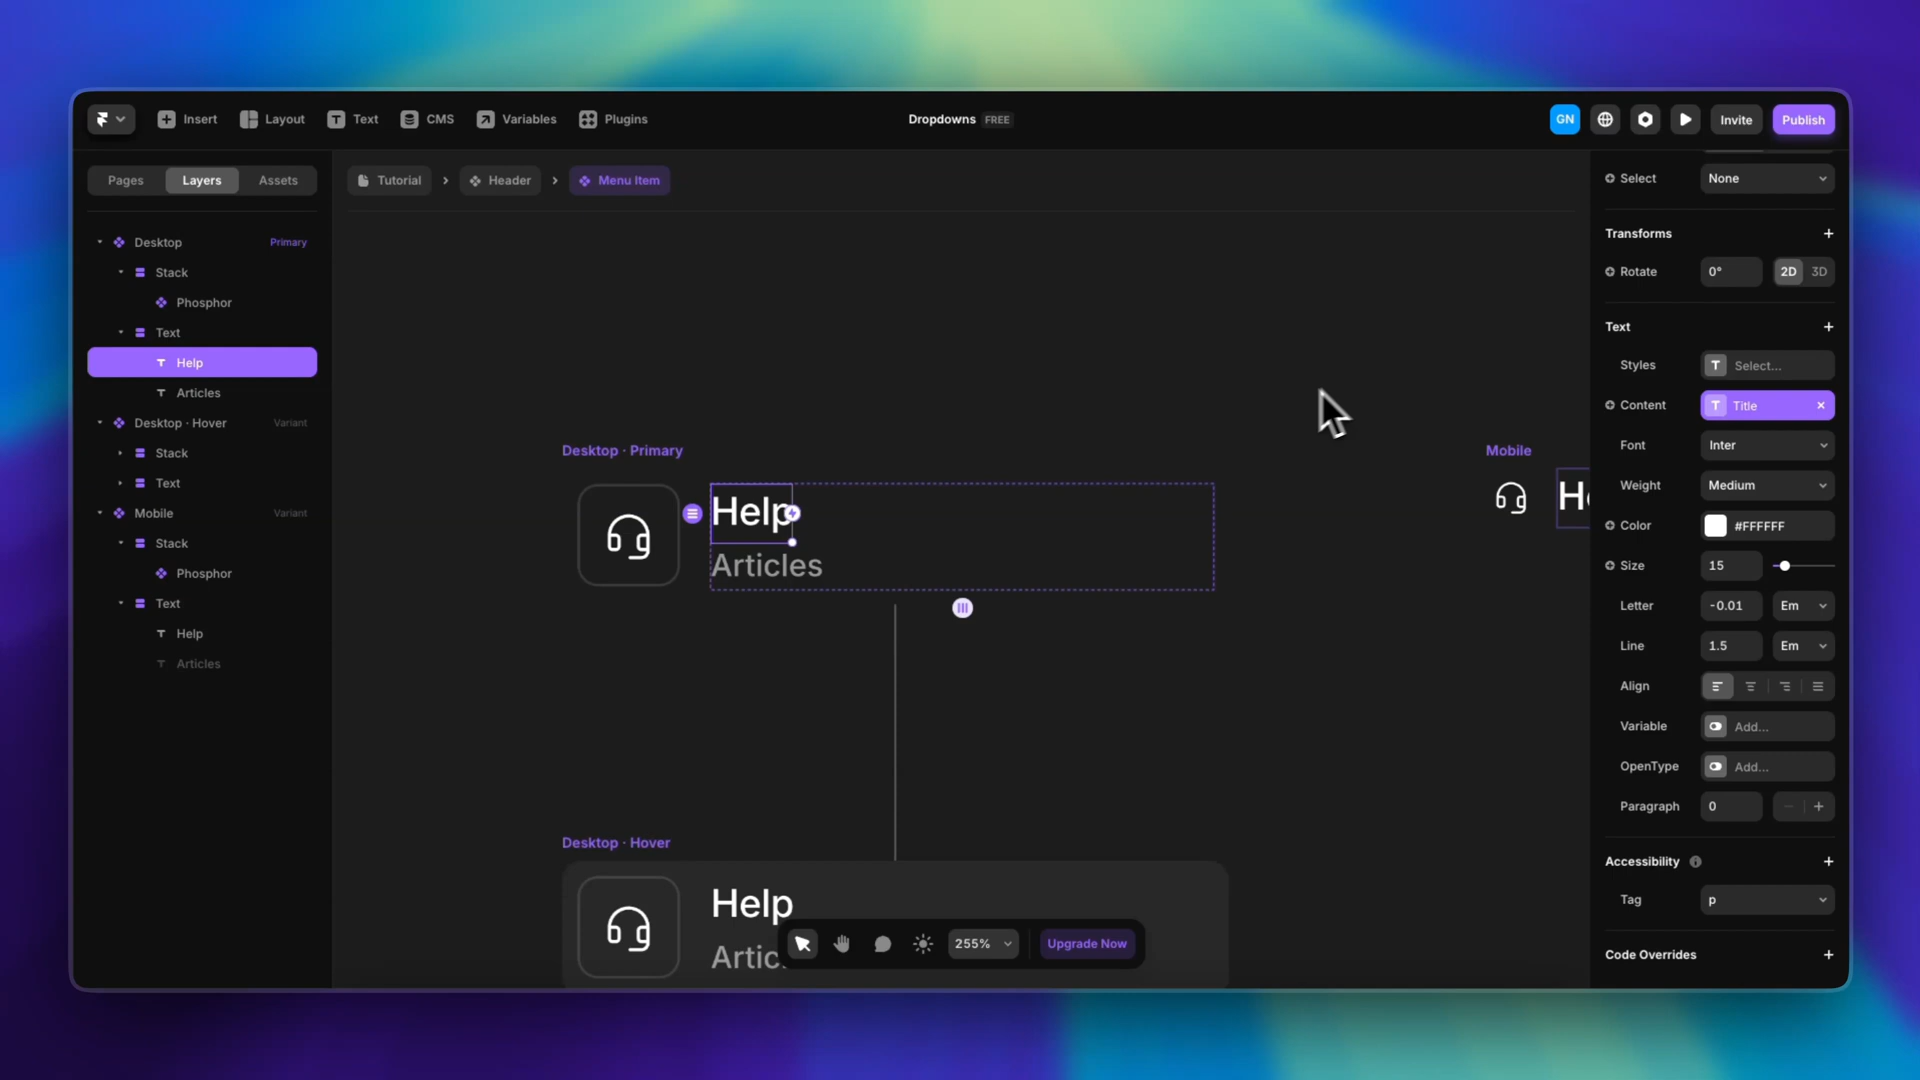 Insert
Layout
Text
CMS
Variables
Plugins
Dropdowns FREE
GN
Invite
Publish
Pages
Layers
Assets
Desktop Primary
Stack
Phosphor
Text
Help
Articles
Desktop · Hover Variant
Stack
Text
Mobile Variant
Stack
Phosphor
Text
Help
Articles
Tutorial
Header
Menu Item
Desktop · Primary
Help
Articles
Mobile
Desktop · Hover
Help
255%
Upgrade Now
Select None
Transforms
Rotate 0° 2D 3D
Text
Styles Select...
Content Title
Font Inter
Weight Medium
Color #FFFFFF
Size 15
Letter -0.01 Em
Line 1.5 Em
Align
Variable Add...
OpenType Add...
Paragraph 0
Accessibility
Tag p
Code Overrides